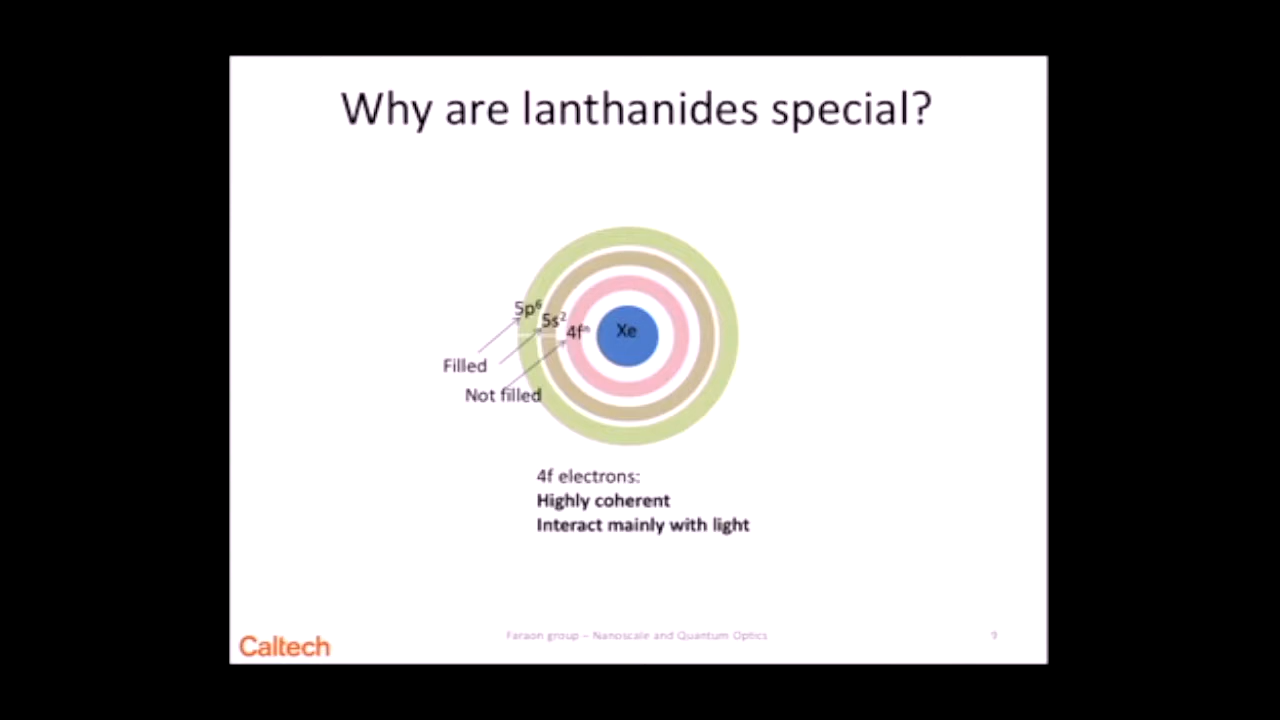 Why are lanthanides special?
5p⁶
5s²
4fⁿ
Xe
Filled
Not filled
4f electrons:
Highly coherent
Interact mainly with light
Caltech
Faraon group – Nanoscale and Quantum Optics
9